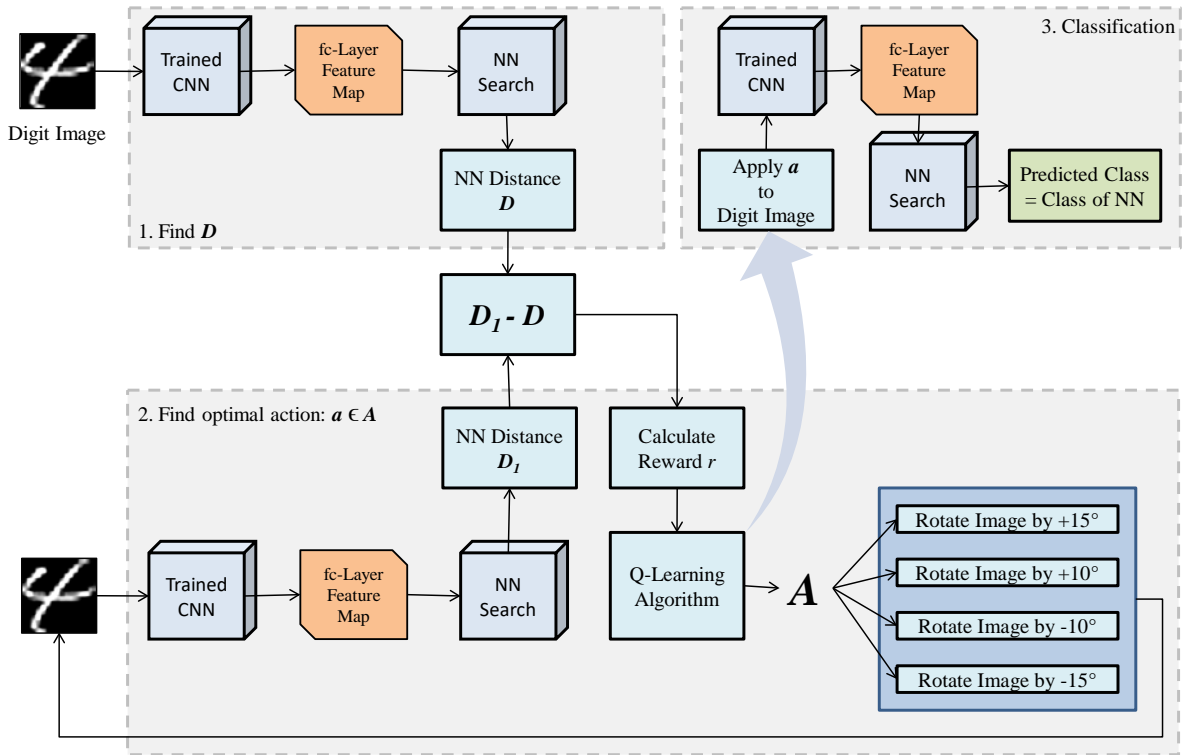 Digit Image
Trained
CNN
fc-Layer
Feature
Map
NN
Search
NN Distance
D
1. Find D
3. Classification
Trained
CNN
fc-Layer
Feature
Map
Apply a
to
Digit Image
NN
Search
Predicted Class
= Class of NN
D₁ - D
2. Find optimal action: a ∈ A
NN Distance
D₁
Calculate
Reward r
Trained
CNN
fc-Layer
Feature
Map
NN
Search
Q-Learning
Algorithm
A
Rotate Image by +15°
Rotate Image by +10°
Rotate Image by -10°
Rotate Image by -15°